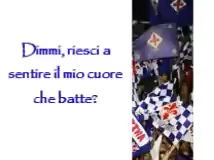 Dimmi, riesci a
sentire il mio cuore
che batte?